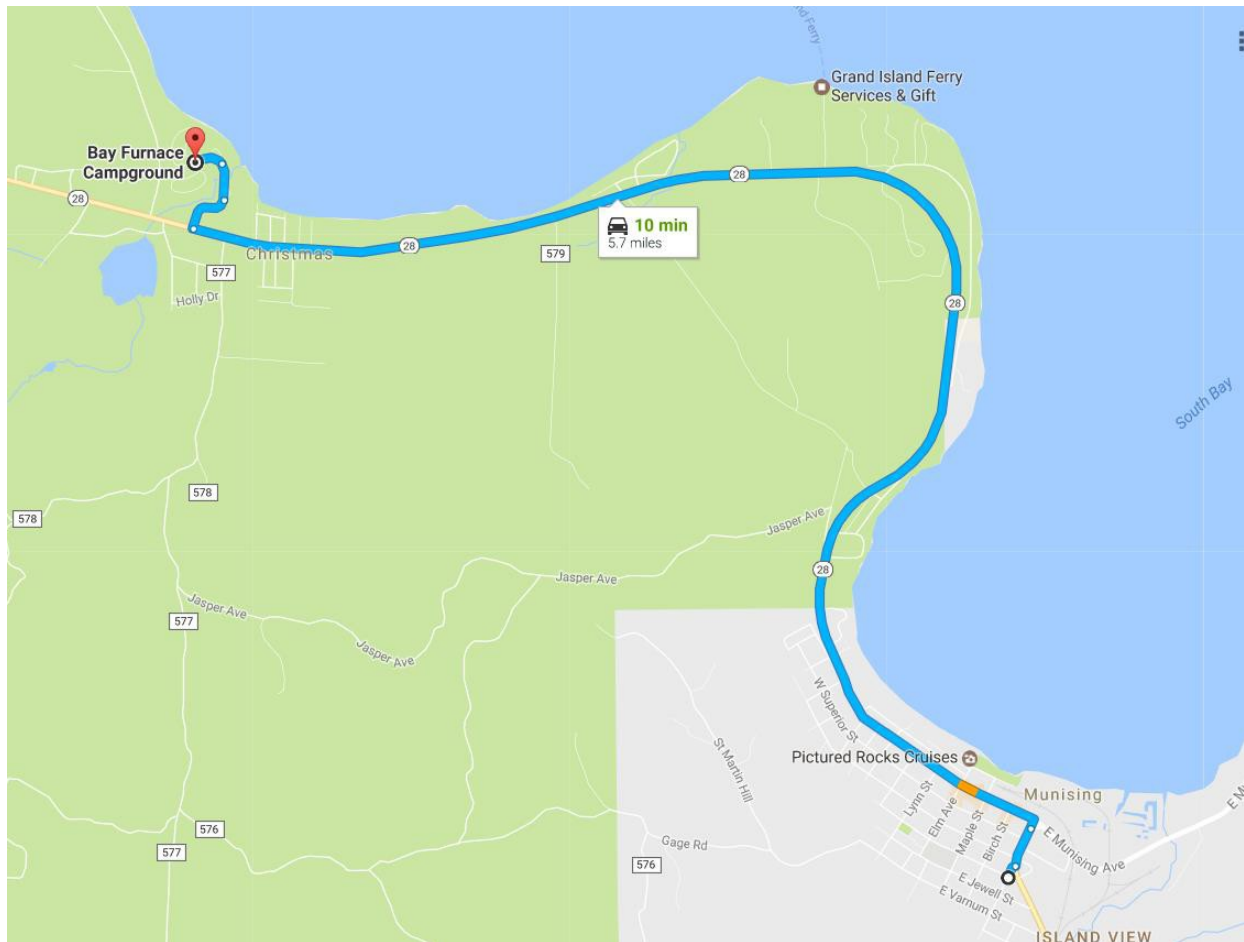 Grand Island Ferry
Services & Gift
Bay Furnace
Campground
28
28
28
10 min
5.7 miles
Christmas
28
579
577
Holly Dr
28
South Bay
578
578
Jasper Ave
28
Jasper Ave
Jasper Ave
577
Jasper Ave
W Superior St
St Martin Hill
Pictured Rocks Cruises
Munising
Lynn St
Elm Ave
Maple St
Birch St
E Munising Ave
576
577
Gage Rd
576
E Jewell St
E Varnum St
ISLAND VIEW